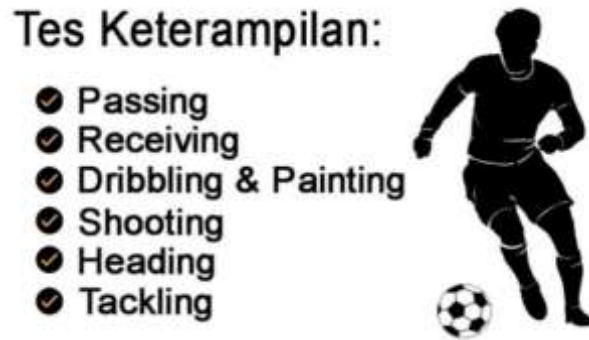 Tes Keterampilan:
Passing
Receiving
Dribbling & Painting
Shooting
Heading
Tackling